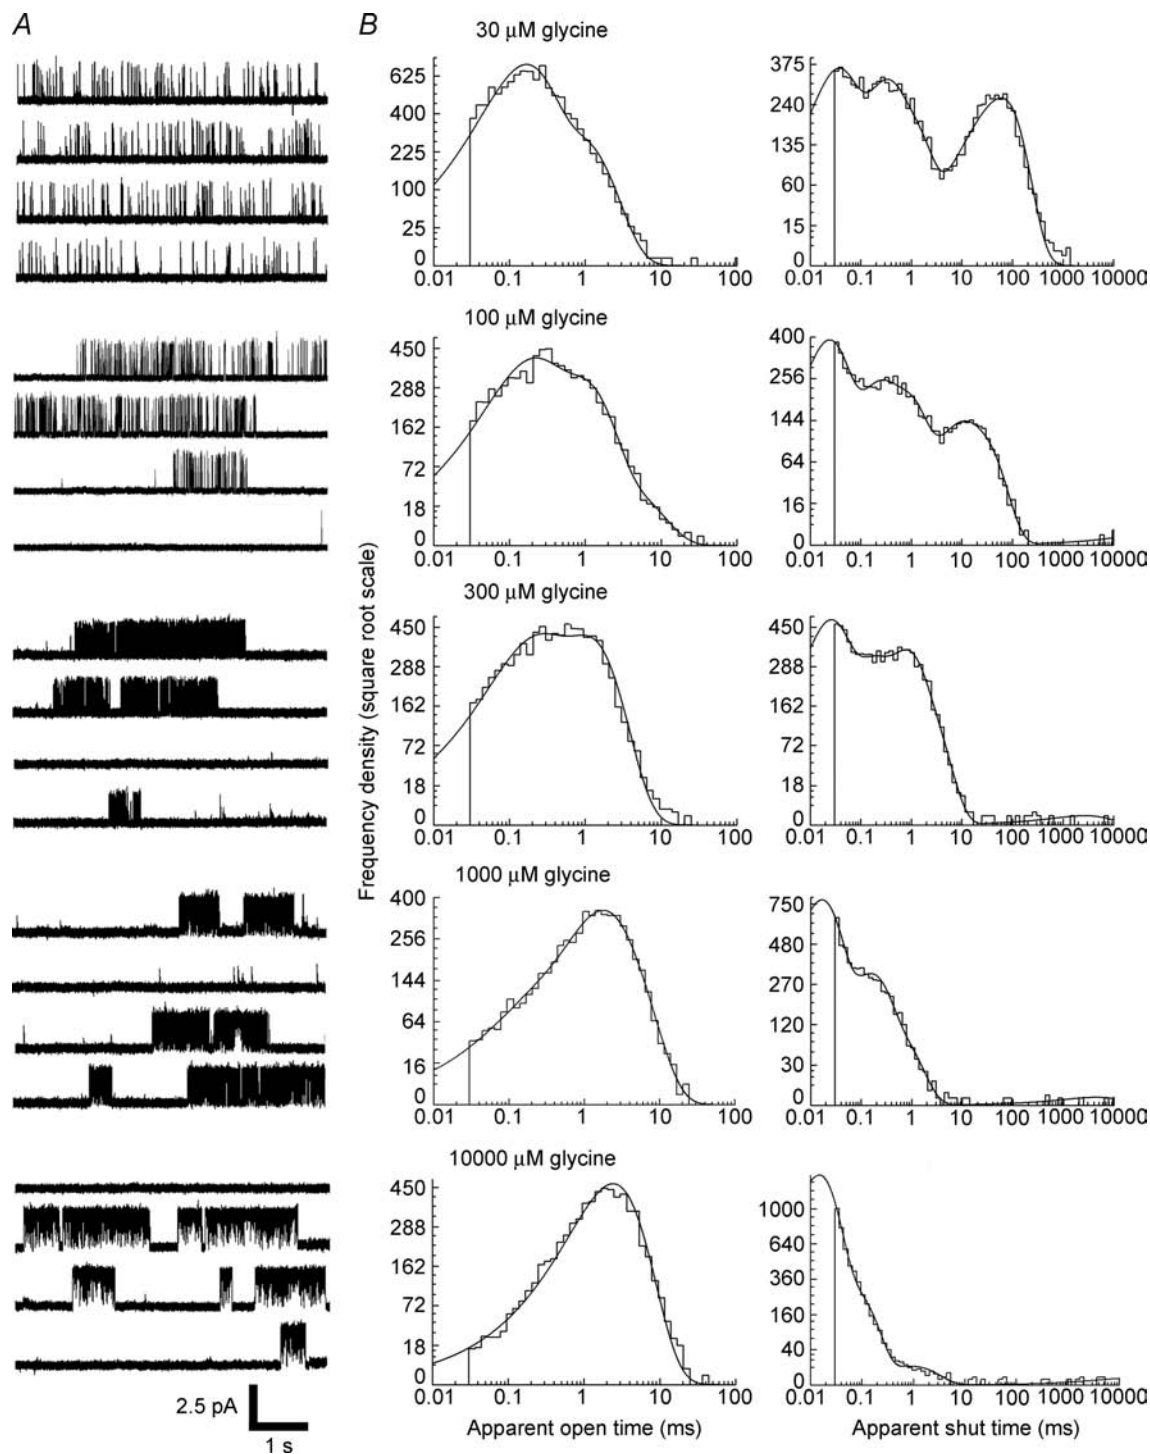 A
B
30 μM glycine
625
400
225
100
25
0
0.01 0.1 1 10 100
375
240
135
60
15
0
0.01 0.1 1 10 100 1000 10000
100 μM glycine
450
288
162
72
18
0
0.01 0.1 1 10 100
400
256
144
64
16
0
0.01 0.1 1 10 100 1000 10000
300 μM glycine
450
288
162
72
18
0
0.01 0.1 1 10 100
450
288
162
72
18
0
0.01 0.1 1 10 100 1000 10000
Frequency density (square root scale)
1000 μM glycine
400
256
144
64
16
0
0.01 0.1 1 10 100
750
480
270
120
30
0
0.01 0.1 1 10 100 1000 10000
10000 μM glycine
450
288
162
72
18
0
0.01 0.1 1 10 100
1000
640
360
160
40
0
0.01 0.1 1 10 100 1000 10000
Apparent open time (ms)
Apparent shut time (ms)
2.5 pA
1 s